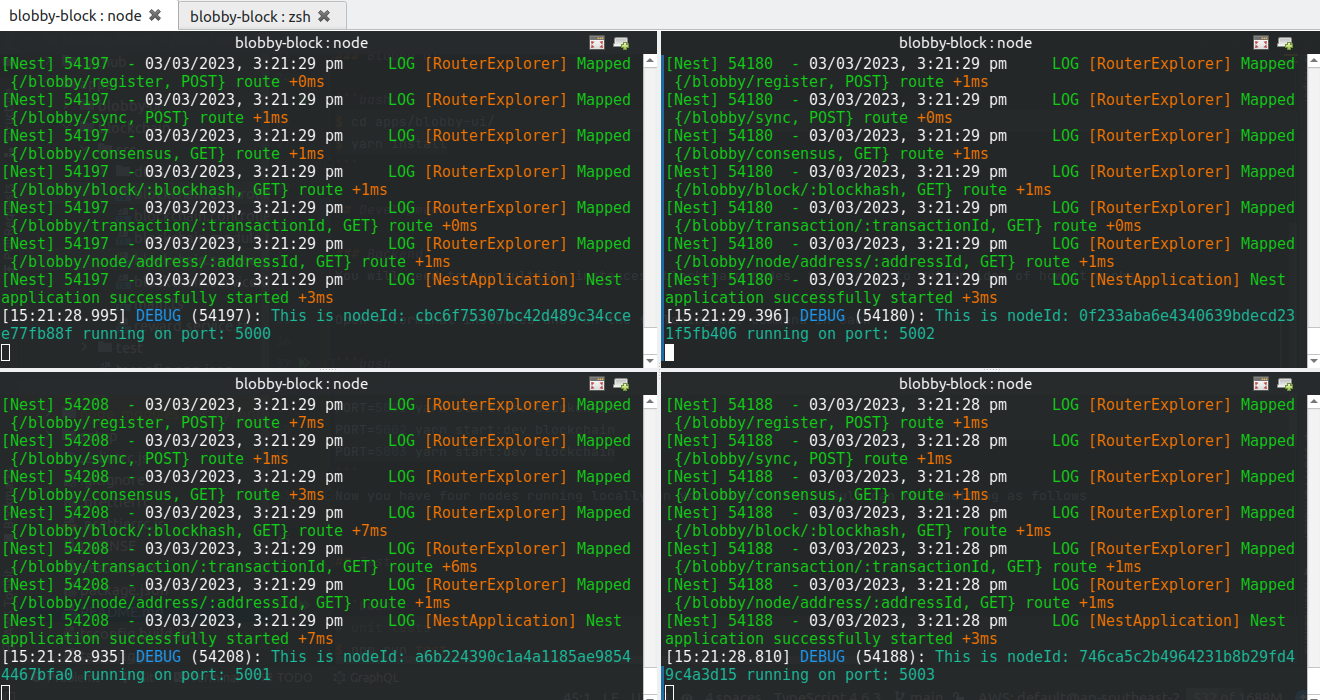 blobby-block : node
blobby-block : zsh
blobby-block : node
[Nest] 54197  - 03/03/2023, 3:21:29 pm     LOG [RouterExplorer] Mapped
{/blobby/register, POST} route +0ms
[Nest] 54197  - 03/03/2023, 3:21:29 pm     LOG [RouterExplorer] Mapped
{/blobby/sync, POST} route +1ms
[Nest] 54197  - 03/03/2023, 3:21:29 pm     LOG [RouterExplorer] Mapped
{/blobby/consensus, GET} route +1ms
[Nest] 54197  - 03/03/2023, 3:21:29 pm     LOG [RouterExplorer] Mapped
{/blobby/block/:blockhash, GET} route +1ms
[Nest] 54197  - 03/03/2023, 3:21:29 pm     LOG [RouterExplorer] Mapped
{/blobby/transaction/:transactionId, GET} route +0ms
[Nest] 54197  - 03/03/2023, 3:21:29 pm     LOG [RouterExplorer] Mapped
{/blobby/node/address/:addressId, GET} route +1ms
[Nest] 54197  - 03/03/2023, 3:21:29 pm     LOG [NestApplication] Nest
application successfully started +3ms
[15:21:28.995] DEBUG (54197): This is nodeId: cbc6f75307bc42d489c34cce
e77fb88f running on port: 5000
blobby-block : node
[Nest] 54180  - 03/03/2023, 3:21:29 pm     LOG [RouterExplorer] Mapped
{/blobby/register, POST} route +1ms
[Nest] 54180  - 03/03/2023, 3:21:29 pm     LOG [RouterExplorer] Mapped
{/blobby/sync, POST} route +0ms
[Nest] 54180  - 03/03/2023, 3:21:29 pm     LOG [RouterExplorer] Mapped
{/blobby/consensus, GET} route +1ms
[Nest] 54180  - 03/03/2023, 3:21:29 pm     LOG [RouterExplorer] Mapped
{/blobby/block/:blockhash, GET} route +1ms
[Nest] 54180  - 03/03/2023, 3:21:29 pm     LOG [RouterExplorer] Mapped
{/blobby/transaction/:transactionId, GET} route +0ms
[Nest] 54180  - 03/03/2023, 3:21:29 pm     LOG [RouterExplorer] Mapped
{/blobby/node/address/:addressId, GET} route +1ms
[Nest] 54180  - 03/03/2023, 3:21:29 pm     LOG [NestApplication] Nest
application successfully started +3ms
[15:21:29.396] DEBUG (54180): This is nodeId: 0f233aba6e4340639bdecd23
1f5fb406 running on port: 5002
blobby-block : node
[Nest] 54208  - 03/03/2023, 3:21:29 pm     LOG [RouterExplorer] Mapped
{/blobby/register, POST} route +7ms
[Nest] 54208  - 03/03/2023, 3:21:29 pm     LOG [RouterExplorer] Mapped
{/blobby/sync, POST} route +1ms
[Nest] 54208  - 03/03/2023, 3:21:29 pm     LOG [RouterExplorer] Mapped
{/blobby/consensus, GET} route +3ms
[Nest] 54208  - 03/03/2023, 3:21:29 pm     LOG [RouterExplorer] Mapped
{/blobby/block/:blockhash, GET} route +7ms
[Nest] 54208  - 03/03/2023, 3:21:29 pm     LOG [RouterExplorer] Mapped
{/blobby/transaction/:transactionId, GET} route +6ms
[Nest] 54208  - 03/03/2023, 3:21:29 pm     LOG [RouterExplorer] Mapped
{/blobby/node/address/:addressId, GET} route +1ms
[Nest] 54208  - 03/03/2023, 3:21:29 pm     LOG [NestApplication] Nest
application successfully started +7ms
[15:21:28.935] DEBUG (54208): This is nodeId: a6b224390c1a4a1185ae9854
4467bfa0 running on port: 5001
blobby-block : node
[Nest] 54188  - 03/03/2023, 3:21:28 pm     LOG [RouterExplorer] Mapped
{/blobby/register, POST} route +1ms
[Nest] 54188  - 03/03/2023, 3:21:28 pm     LOG [RouterExplorer] Mapped
{/blobby/sync, POST} route +1ms
[Nest] 54188  - 03/03/2023, 3:21:28 pm     LOG [RouterExplorer] Mapped
{/blobby/consensus, GET} route +1ms
[Nest] 54188  - 03/03/2023, 3:21:28 pm     LOG [RouterExplorer] Mapped
{/blobby/block/:blockhash, GET} route +1ms
[Nest] 54188  - 03/03/2023, 3:21:28 pm     LOG [RouterExplorer] Mapped
{/blobby/transaction/:transactionId, GET} route +1ms
[Nest] 54188  - 03/03/2023, 3:21:28 pm     LOG [RouterExplorer] Mapped
{/blobby/node/address/:addressId, GET} route +1ms
[Nest] 54188  - 03/03/2023, 3:21:28 pm     LOG [NestApplication] Nest
application successfully started +3ms
[15:21:28.810] DEBUG (54188): This is nodeId: 746ca5c2b4964231b8b29fd4
9c4a3d15 running on port: 5003